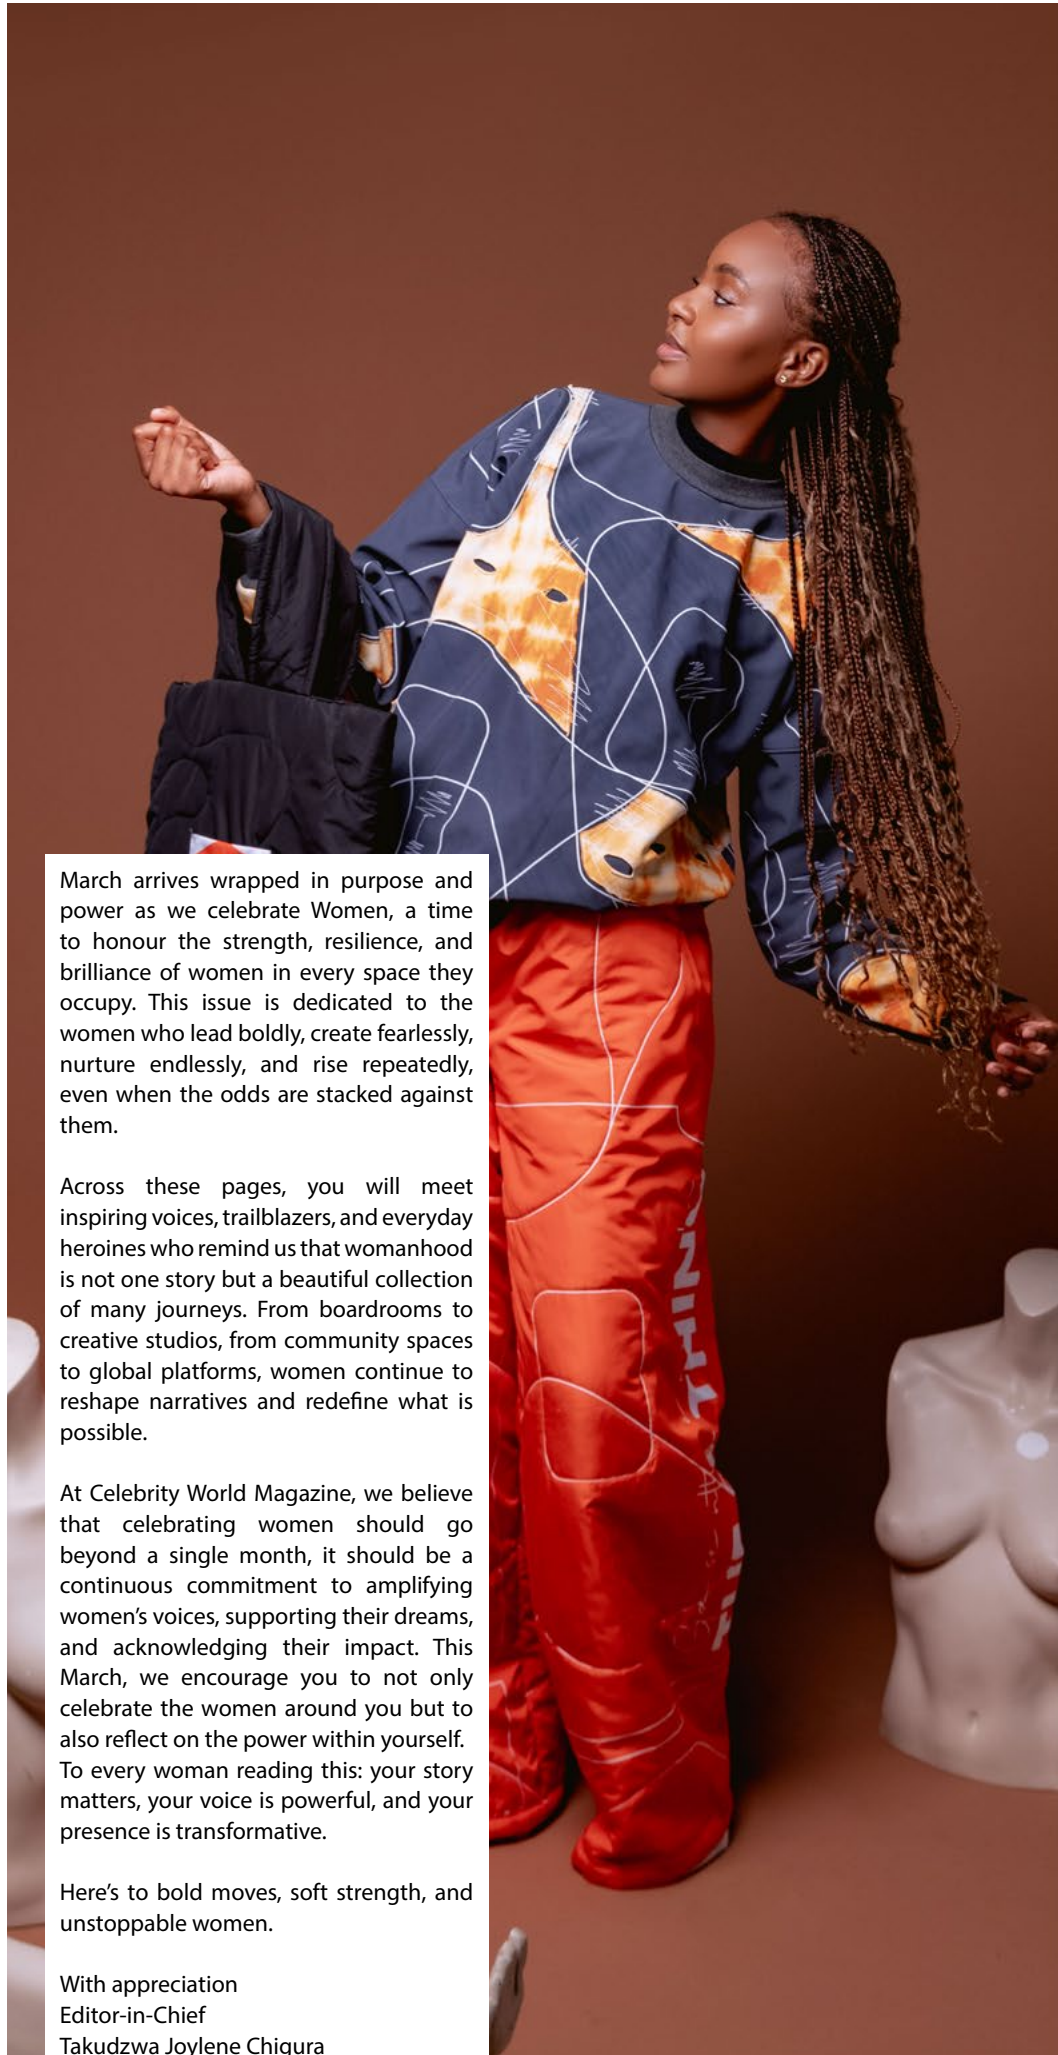 March arrives wrapped in purpose and
power as we celebrate Women, a time
to honour the strength, resilience, and
brilliance of women in every space they
occupy. This issue is dedicated to the
women who lead boldly, create fearlessly,
nurture endlessly, and rise repeatedly,
even when the odds are stacked against
them.
Across these pages, you will meet
inspiring voices, trailblazers, and everyday
heroines who remind us that womanhood
is not one story but a beautiful collection
of many journeys. From boardrooms to
creative studios, from community spaces
to global platforms, women continue to
reshape narratives and redefine what is
possible.
At Celebrity World Magazine, we believe
that celebrating women should go
beyond a single month, it should be a
continuous commitment to amplifying
women's voices, supporting their dreams,
and acknowledging their impact. This
March, we encourage you to not only
celebrate the women around you but to
also reflect on the power within yourself.
To every woman reading this: your story
matters, your voice is powerful, and your
presence is transformative.
Here's to bold moves, soft strength, and
unstoppable women.
With appreciation
Editor-in-Chief
Takudzwa Joylene Chigura